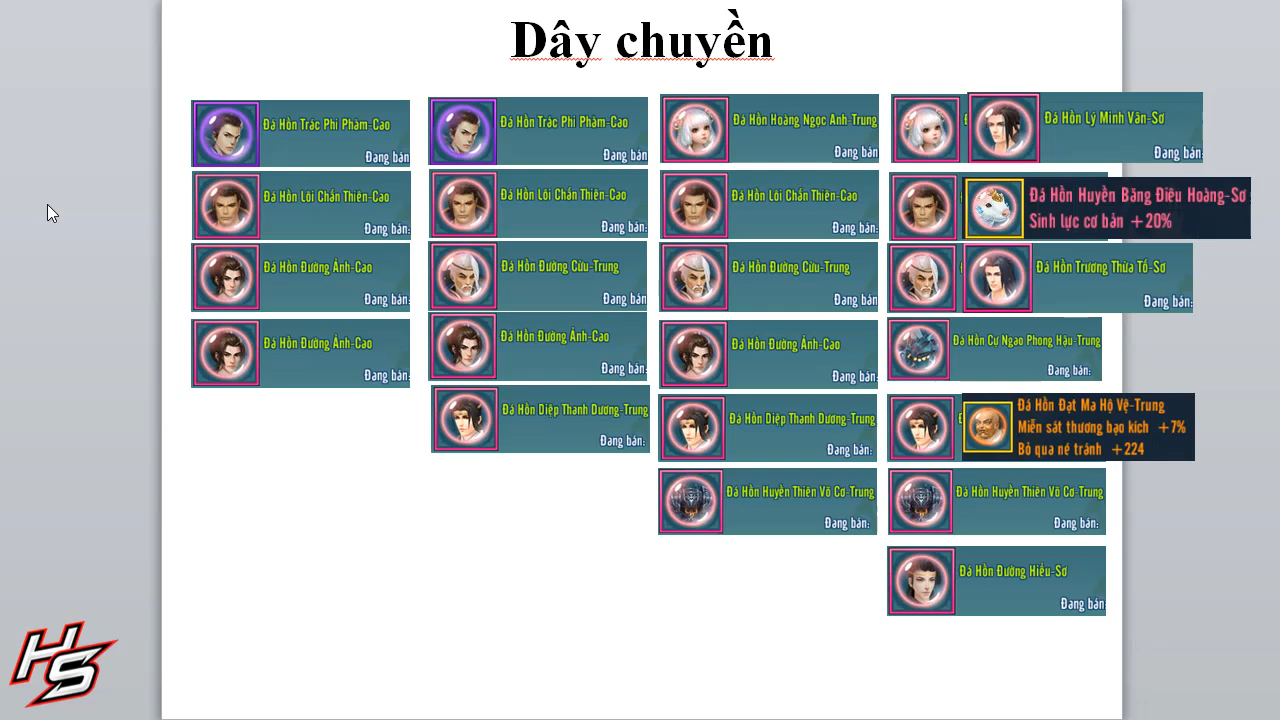 Dây chuyền
Đá Hồn Trác Phi Phàm-Cao
Đang bán
Đá Hồn Lôi Chấn Thiên-Cao
Đang bán:
Đá Hồn Đường Ảnh-Cao
Đang bán:
Đá Hồn Đường Ảnh-Cao
Đang bán:
Đá Hồn Trác Phi Phàm-Cao
Đang bán
Đá Hồn Lôi Chấn Thiên-Cao
Đang bán:
Đá Hồn Đường Cừu-Trung
Đang bán
Đá Hồn Đường Ảnh-Cao
Đang bán:
Đá Hồn Diệp Thanh Dương-Trung
Đang bán:
Đá Hồn Hoàng Ngọc Anh-Trung
Đang bán
Đá Hồn Lôi Chấn Thiên-Cao
Đang bán
Đá Hồn Đường Cừu-Trung
Đang bán
Đá Hồn Đường Ảnh-Cao
Đang bán:
Đá Hồn Diệp Thanh Dương-Trung
Đang bán:
Đá Hồn Huyền Thiên Võ Cơ-Trung
Đang bán:
Đá Hồn Lý Minh Vân-Sơ
Đang bán:
Đá Hồn Huyền Băng Điêu Hoàng-Sơ
Sinh lực cơ bản +20%
Đá Hồn Trương Thừa Tố-Sơ
Đang bán:
Đá Hồn Cự Ngao Phong Hậu-Trung
Đang bán:
Đá Hồn Đạt Ma Hộ Vệ-Trung
Miễn sát thương bạo kích +7%
Bỏ qua né tránh +224
Đá Hồn Huyền Thiên Võ Cơ-Trung
Đang bán:
Đá Hồn Đường Hiểu-Sơ
Đang bán:
HS